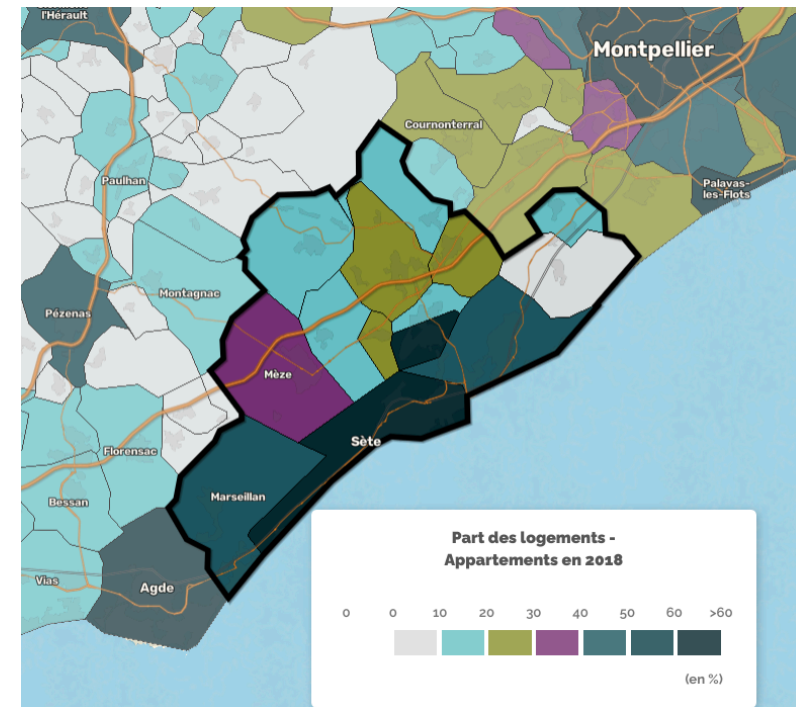 l'Hérault
Montpellier
Cournonterral
Paulhan
Palavas-
les-Flots
Montagnac
Pézenas
Mèze
Sète
Florensac
Marseillan
Bessan
Vias
Agde
Part des logements -
Appartements en 2018
0 0 10 20 30 40 50 60 >60
(en %)